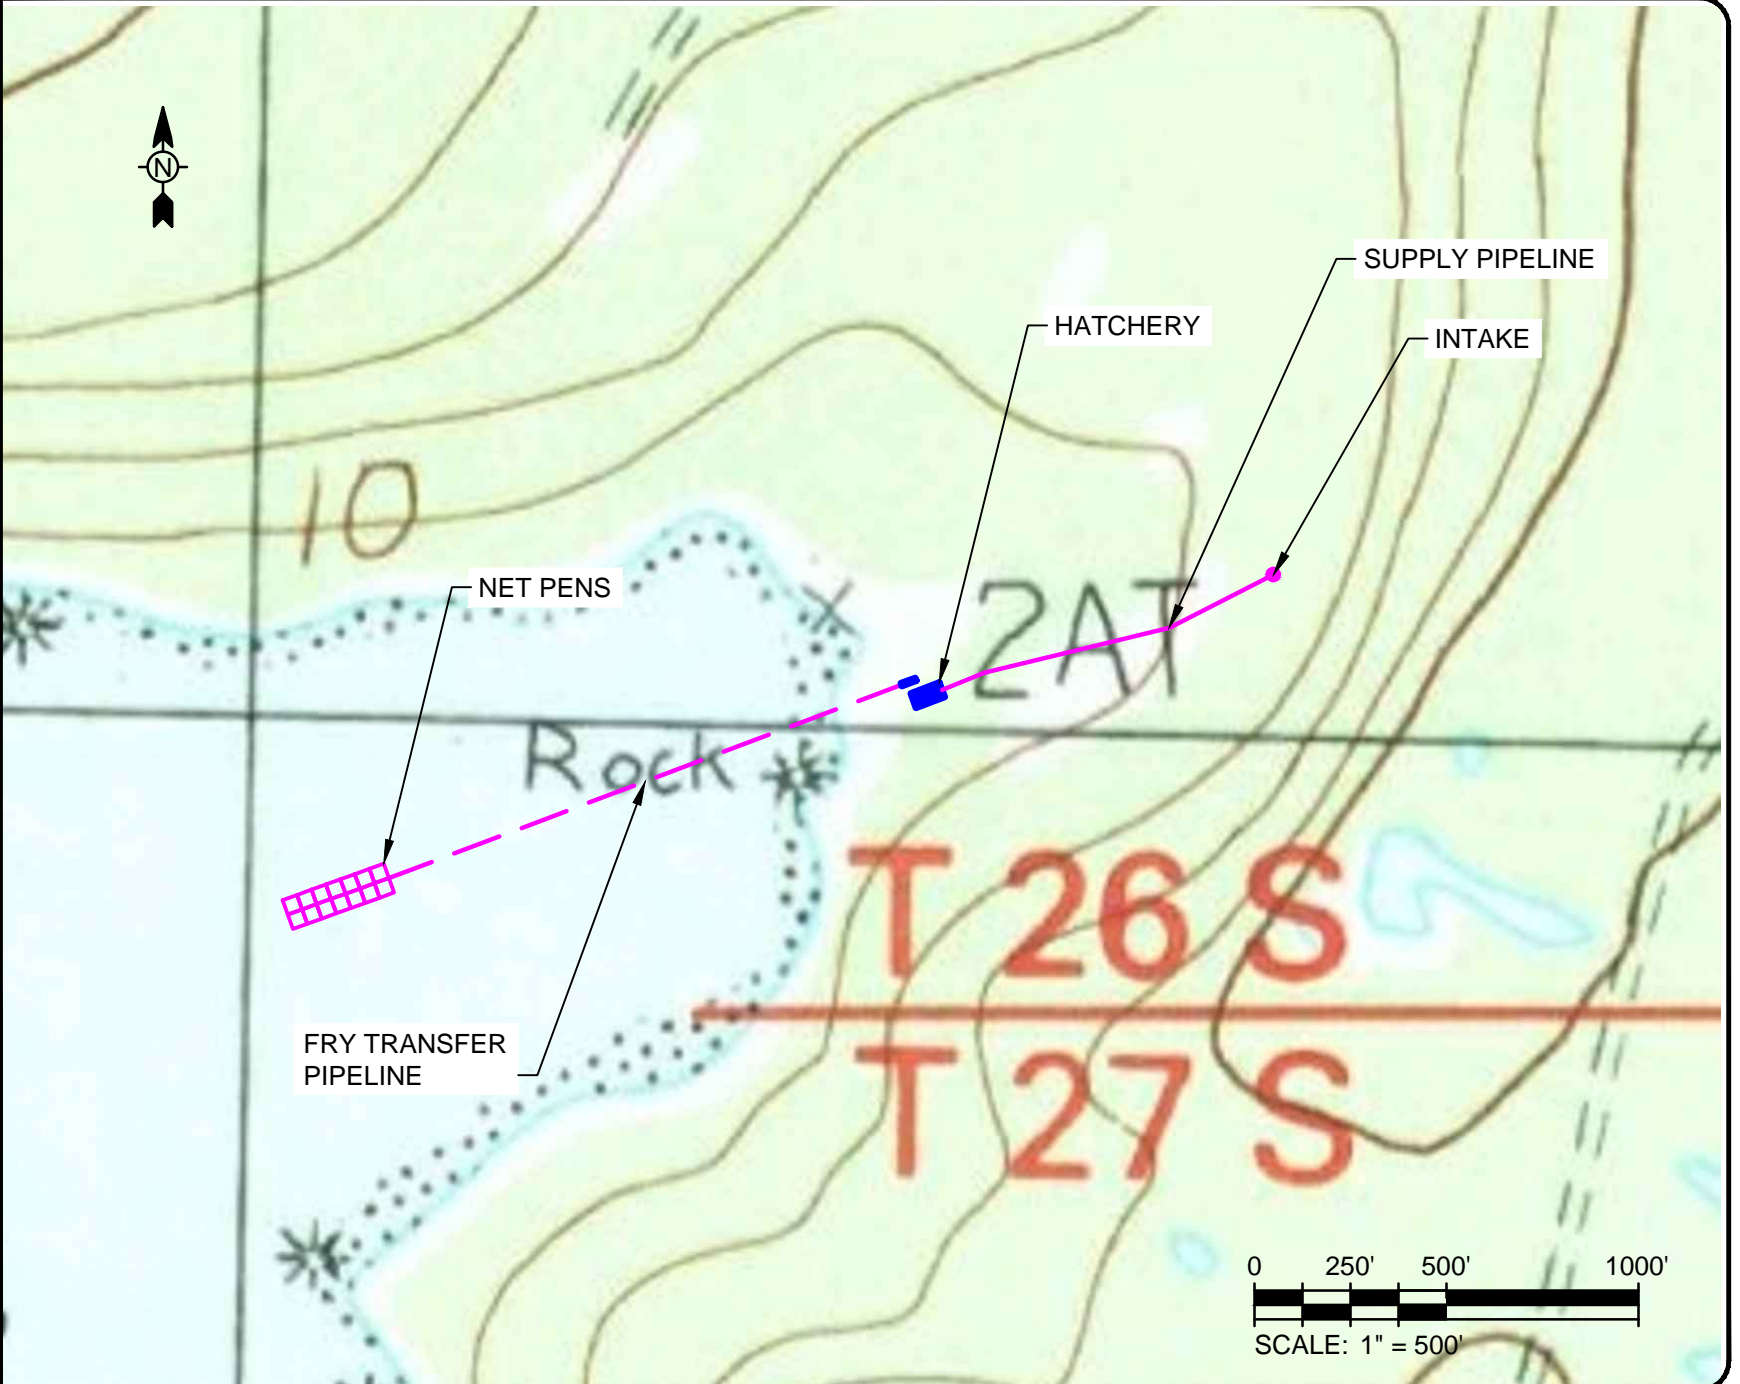 N
SUPPLY PIPELINE
HATCHERY
INTAKE
10
NET PENS
2AT
Rock
T 26 S
FRY TRANSFER
PIPELINE
T 27 S
0 250' 500' 1000'
SCALE: 1" = 500'